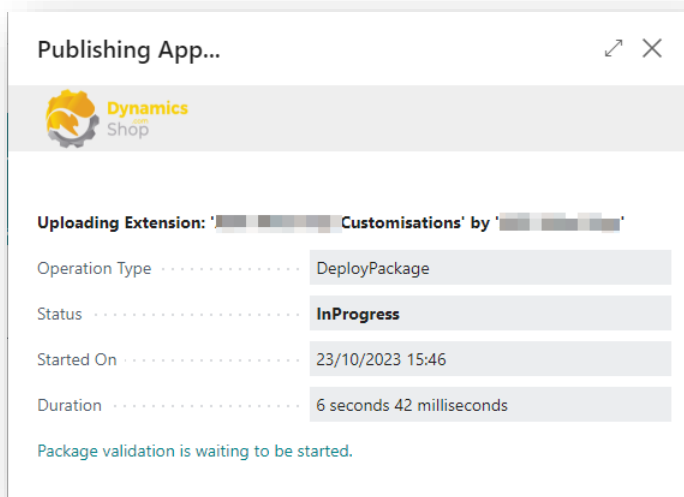 Publishing App...
Dynamics
.com
Shop
Uploading Extension: ' Customisations' by ' '
Operation Type DeployPackage
Status InProgress
Started On 23/10/2023 15:46
Duration 6 seconds 42 milliseconds
Package validation is waiting to be started.